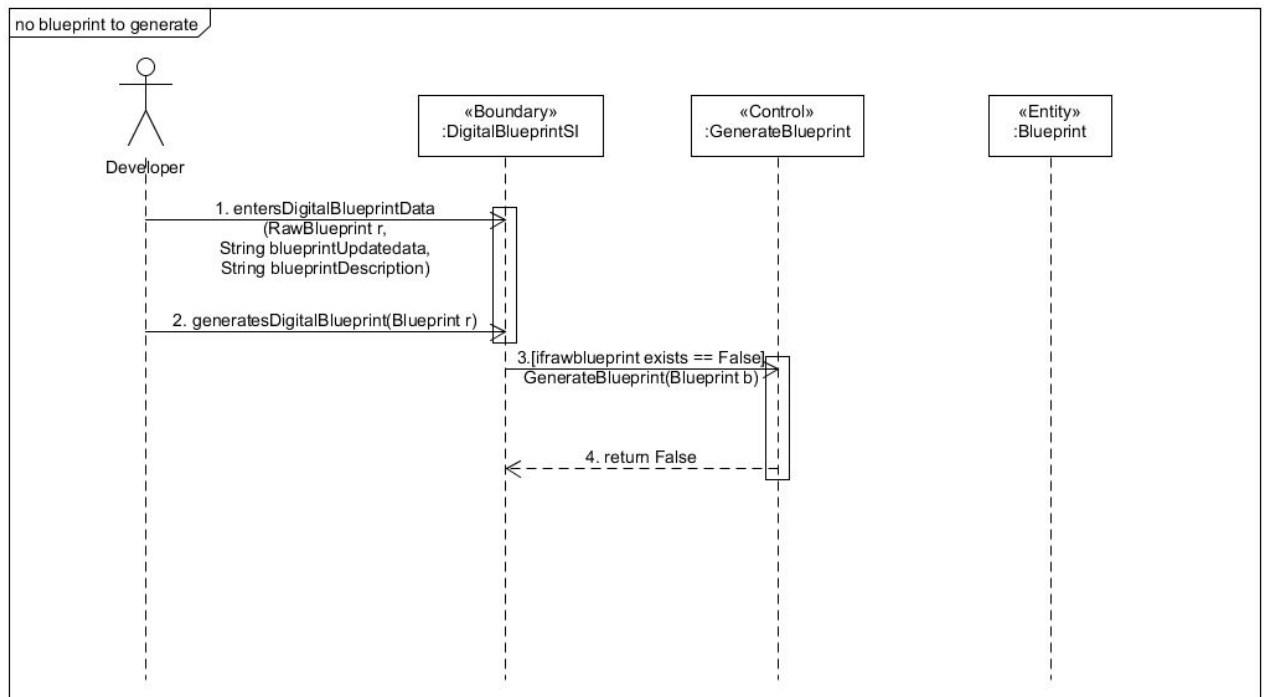 no blueprint to generate
«Boundary»
:DigitalBlueprintSI
«Control»
:GenerateBlueprint
«Entity»
:Blueprint
Developer
1. entersDigitalBlueprintData
(RawBlueprint r,
String blueprintUpdatedata,
String blueprintDescription)
2. generatesDigitalBlueprint(Blueprint r)
3.[ifrawblueprint exists == False]
GenerateBlueprint(Blueprint b)
4. return False